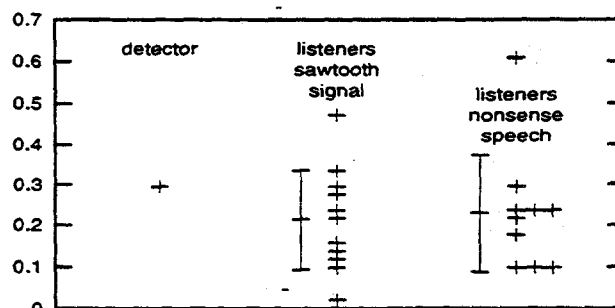 0.7
detector
listeners
sawtooth
signal
listeners
nonsense
speech
0.6
0.5
0.4
0.3
0.2
0.1
0